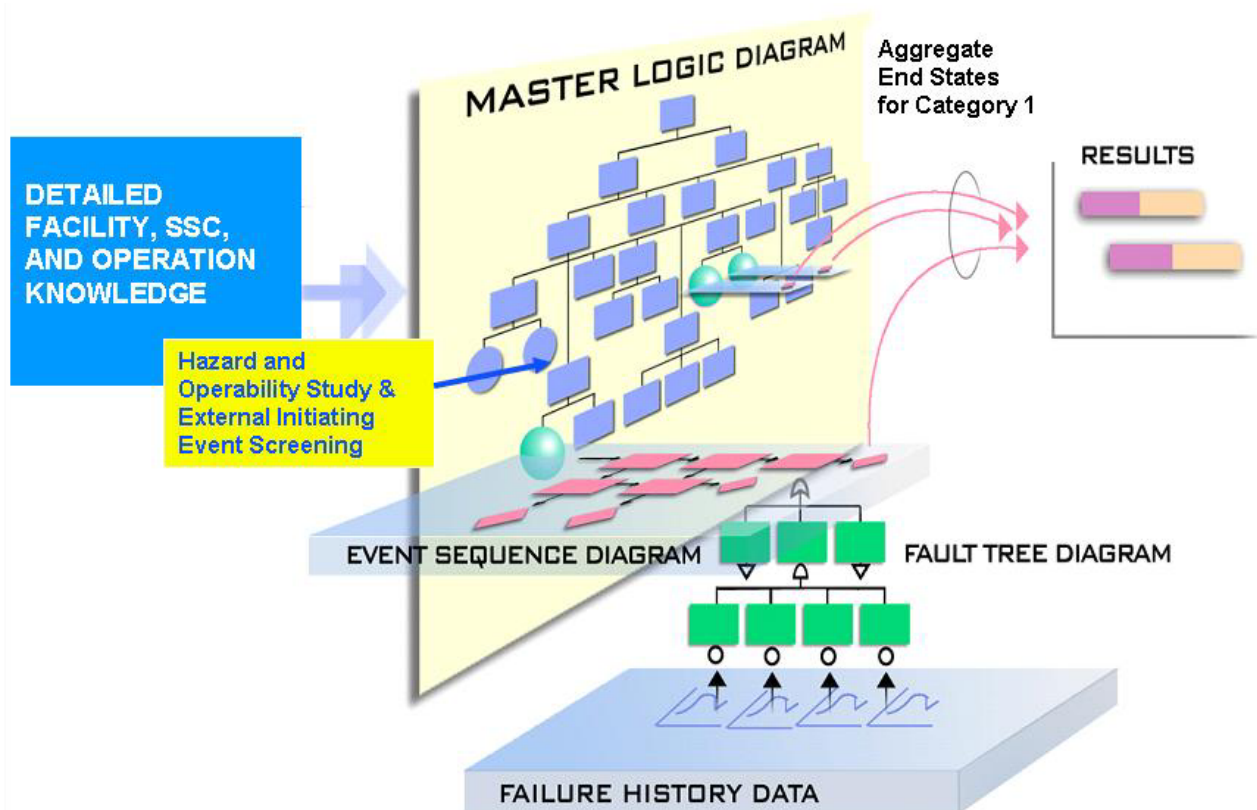 MASTER LOGIC DIAGRAM
Aggregate
End States
for Category 1
RESULTS
DETAILED
FACILITY, SSC,
AND OPERATION
KNOWLEDGE
Hazard and
Operability Study &
External Initiating
Event Screening
EVENT SEQUENCE DIAGRAM
FAULT TREE DIAGRAM
FAILURE HISTORY DATA